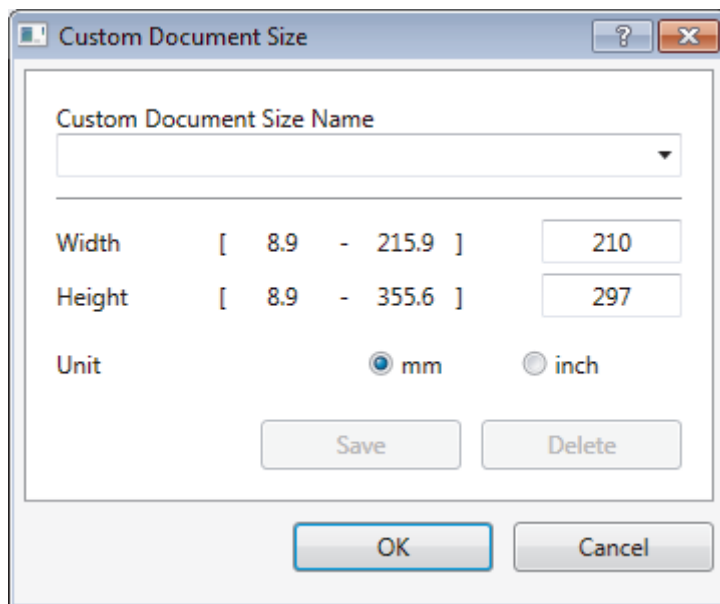 Custom Document Size
Custom Document Size Name
Width [ 8.9 - 215.9 ] 210
Height [ 8.9 - 355.6 ] 297
Unit mm inch
Save Delete
OK Cancel